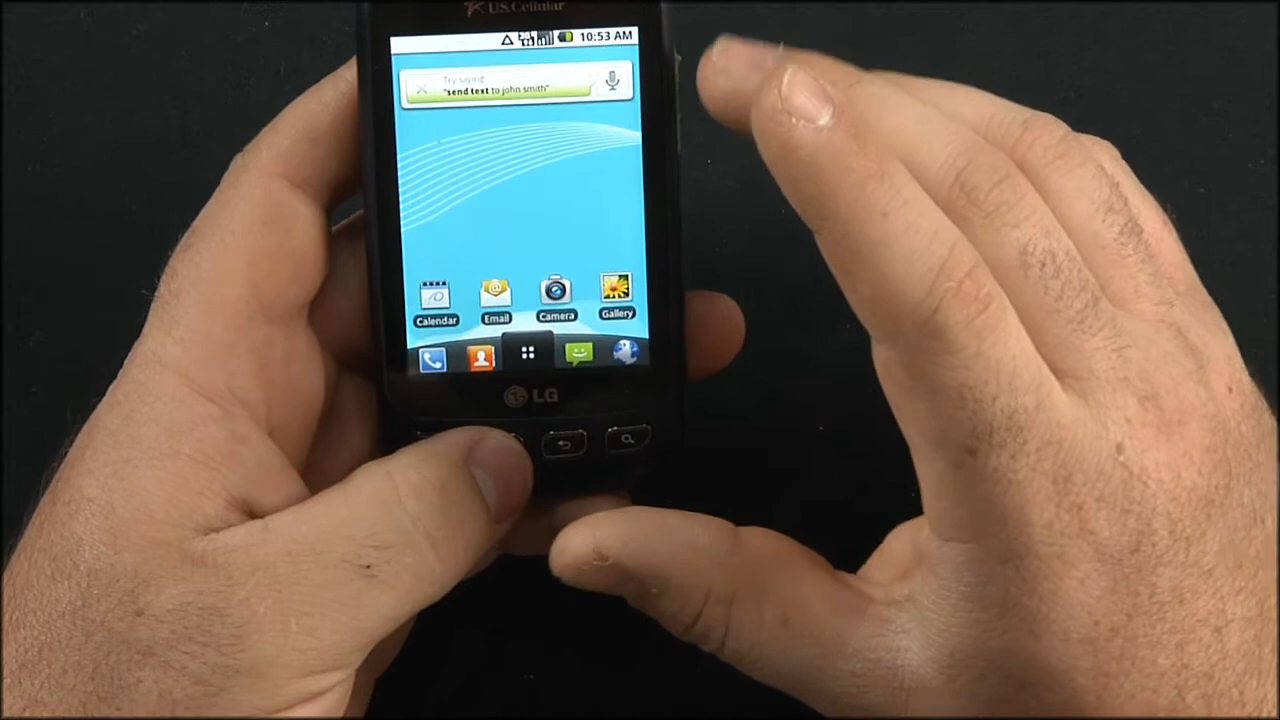 U.S. Cellular
10:53 AM
Try saying
"send text to john smith"
Calendar
Email
Camera
Gallery
LG